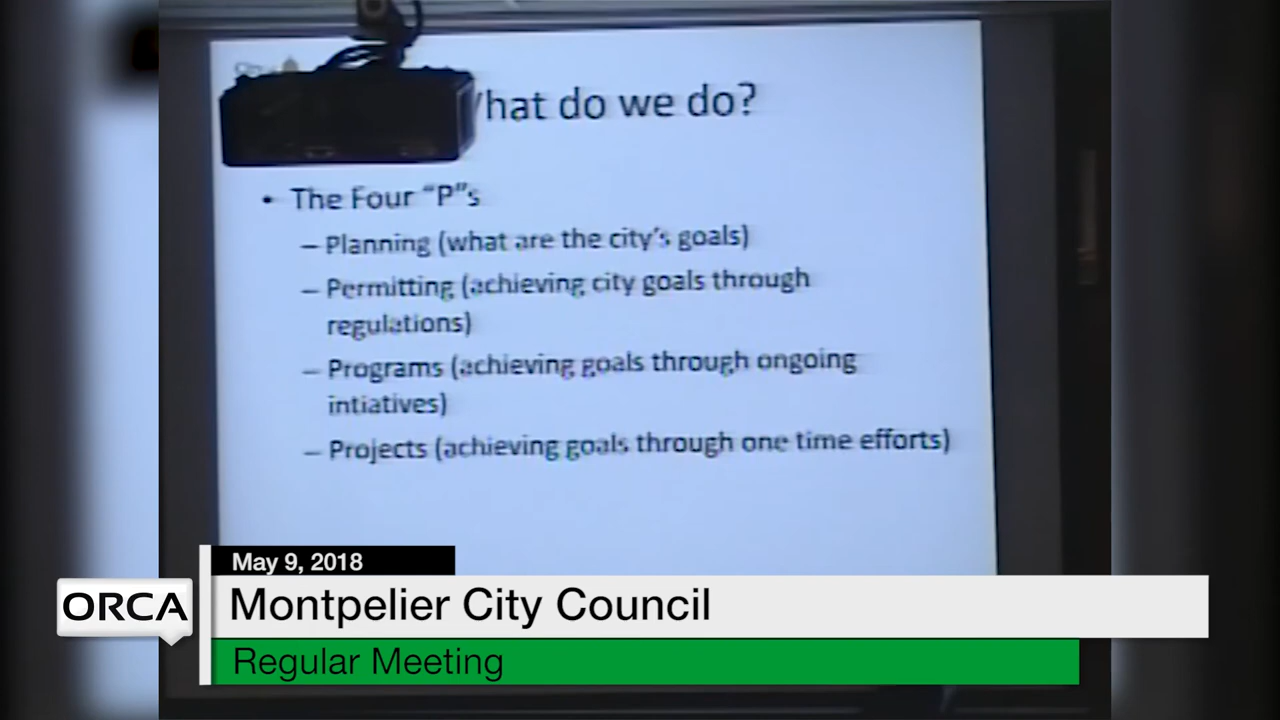 hat do we do?
• The Four "P"s
– Planning (what are the city's goals)
– Permitting (achieving city goals through
regulations)
– Programs (achieving goals through ongoing
intiatives)
– Projects (achieving goals through one time efforts)
May 9, 2018
ORCA
Montpelier City Council
Regular Meeting